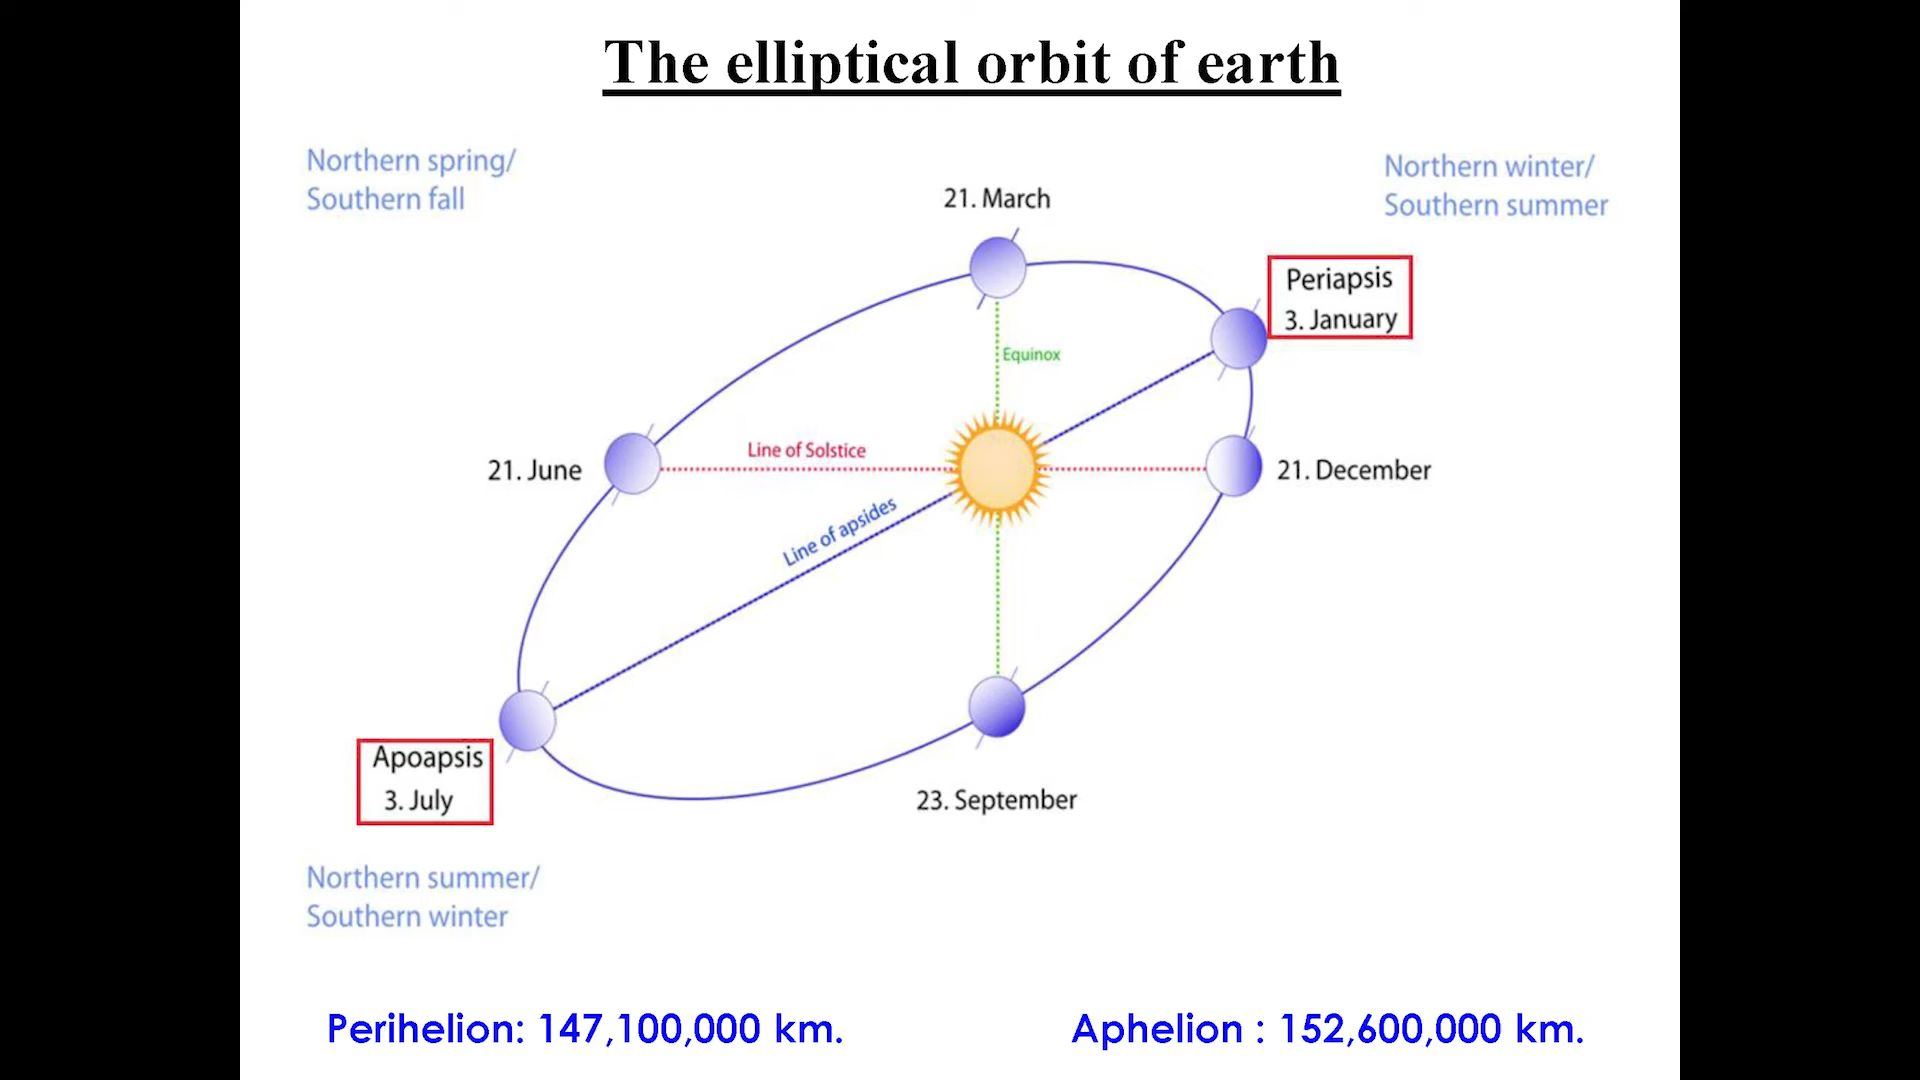 The elliptical orbit of earth
Northern spring/
Southern fall
21. March
Northern winter/
Southern summer
Periapsis
3. January
Equinox
21. June
Line of Solstice
21. December
Line of apsides
Apoapsis
3. July
23. September
Northern summer/
Southern winter
Perihelion: 147,100,000 km.
Aphelion : 152,600,000 km.